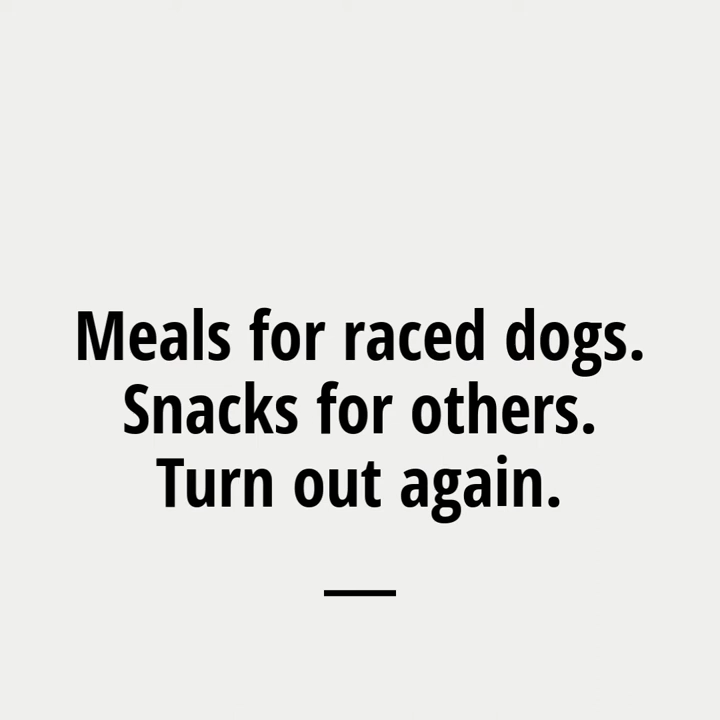 Meals for raced dogs.
Snacks for others.
Turn out again.